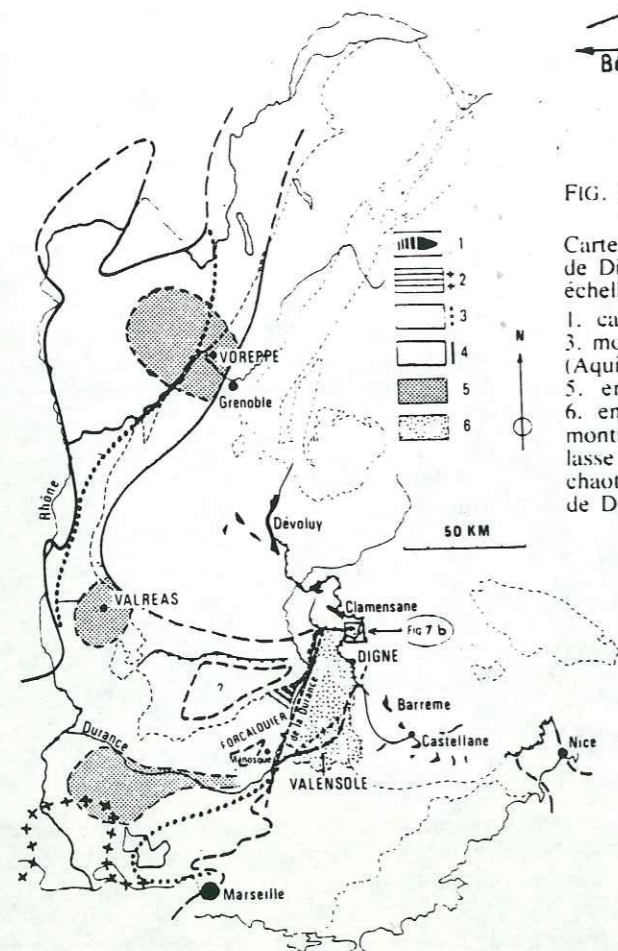 Be
FIG.
Carte
de Di
échell
1. ca
3. mo
(Aqui
5. en
6. en
mont
lasse
chaot
de D
1
2
3
4
5
6
N
50 KM
VOREPPE
Grenoble
Rhône
Dévoluy
VALREAS
Clamensane
FIG 7 b
DIGNE
Durance
FORCALQUIER
de la Durance
Manosque
?
Barreme
Castellane
VALENSOLE
Nice
Marseille